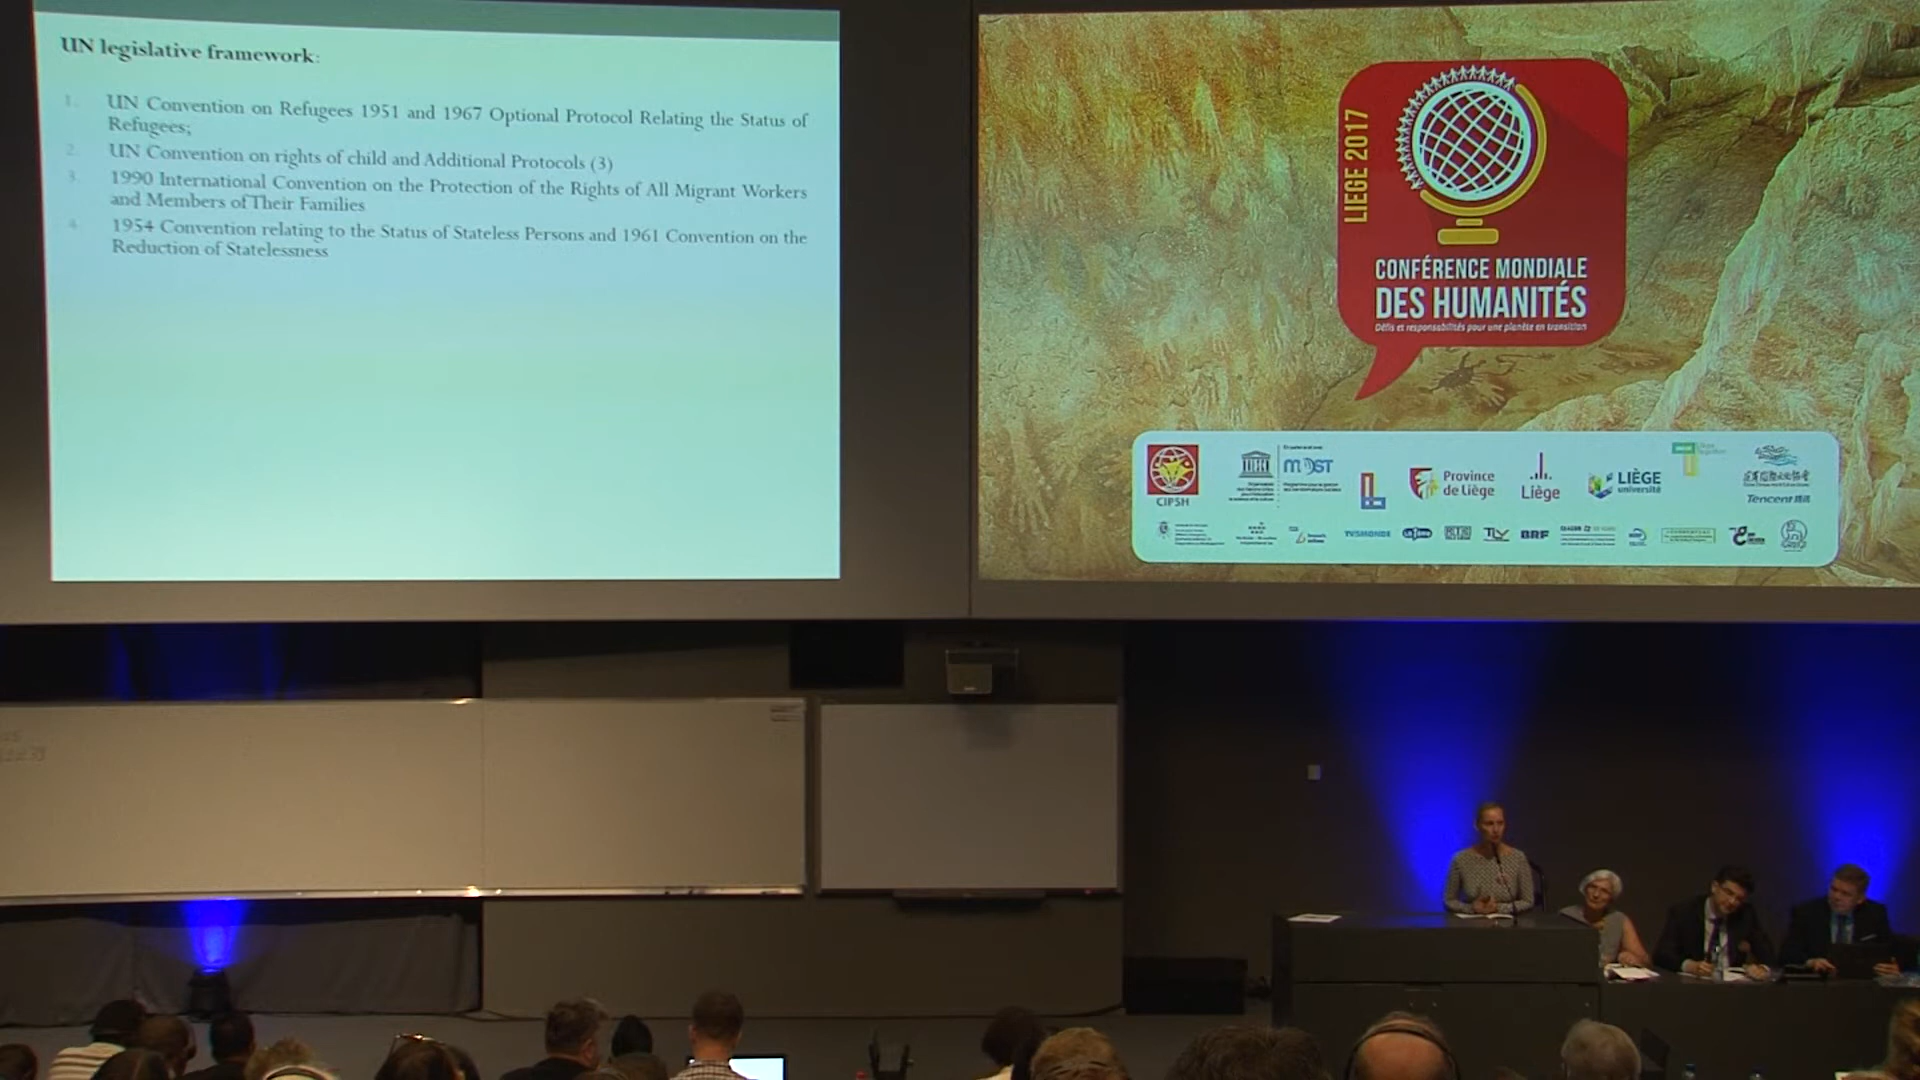 UN legislative framework:
1. UN Convention on Refugees 1951 and 1967 Optional Protocol Relating the Status of
Refugees;
2. UN Convention on rights of child and Additional Protocols (3)
3. 1990 International Convention on the Protection of the Rights of All Migrant Workers
and Members of Their Families
4. 1954 Convention relating to the Status of Stateless Persons and 1961 Convention on the
Reduction of Statelessness
LIEGE 2017
CONFÉRENCE MONDIALE
DES HUMANITÉS
Défis et responsabilités pour une planète en transition
CIPSH
MOST
Province
de Liège
Liège
LIÈGE
université
Tencent 腾讯
TV5MONDE
BRF